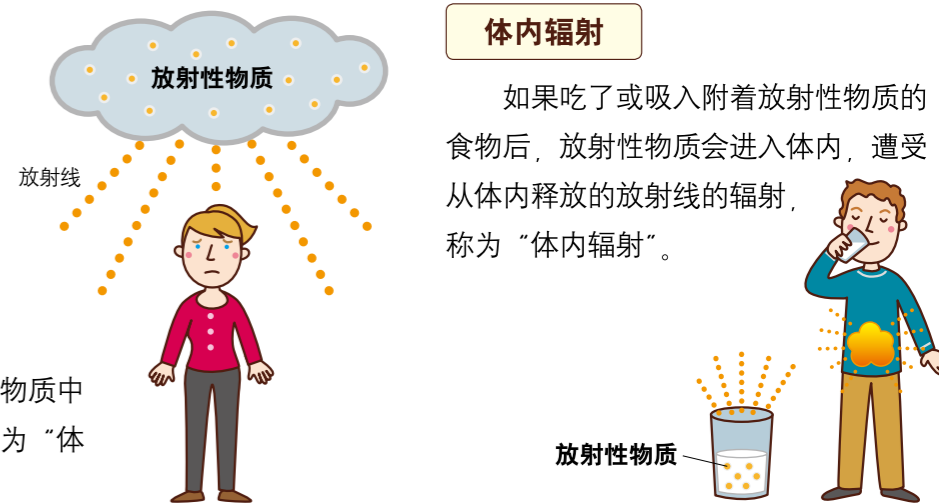 放射性物质
放射线
物质中
为“体
体内辐射
如果吃了或吸入附着放射性物质的
食物后，放射性物质会进入体内，遭受
从体内释放的放射线的辐射，
称为“体内辐射”。
放射性物质